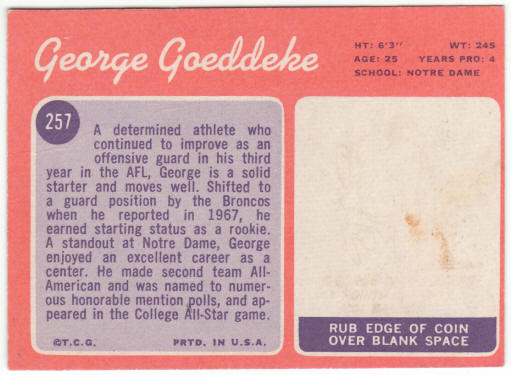 George Goeddeke
HT: 6'3" WT: 245
AGE: 25 YEARS PRO: 4
SCHOOL: NOTRE DAME
257
A determined athlete who
continued to improve as an
offensive guard in his third
year in the AFL, George is a solid
starter and moves well. Shifted to
a guard position by the Broncos
when he reported in 1967, he
earned starting status as a rookie.
A standout at Notre Dame, George
enjoyed an excellent career as a
center. He made second team All-
American and was named to numer-
ous honorable mention polls, and ap-
peared in the College All-Star game.
©T.C.G. PRTD. IN U.S.A.
RUB EDGE OF COIN
OVER BLANK SPACE